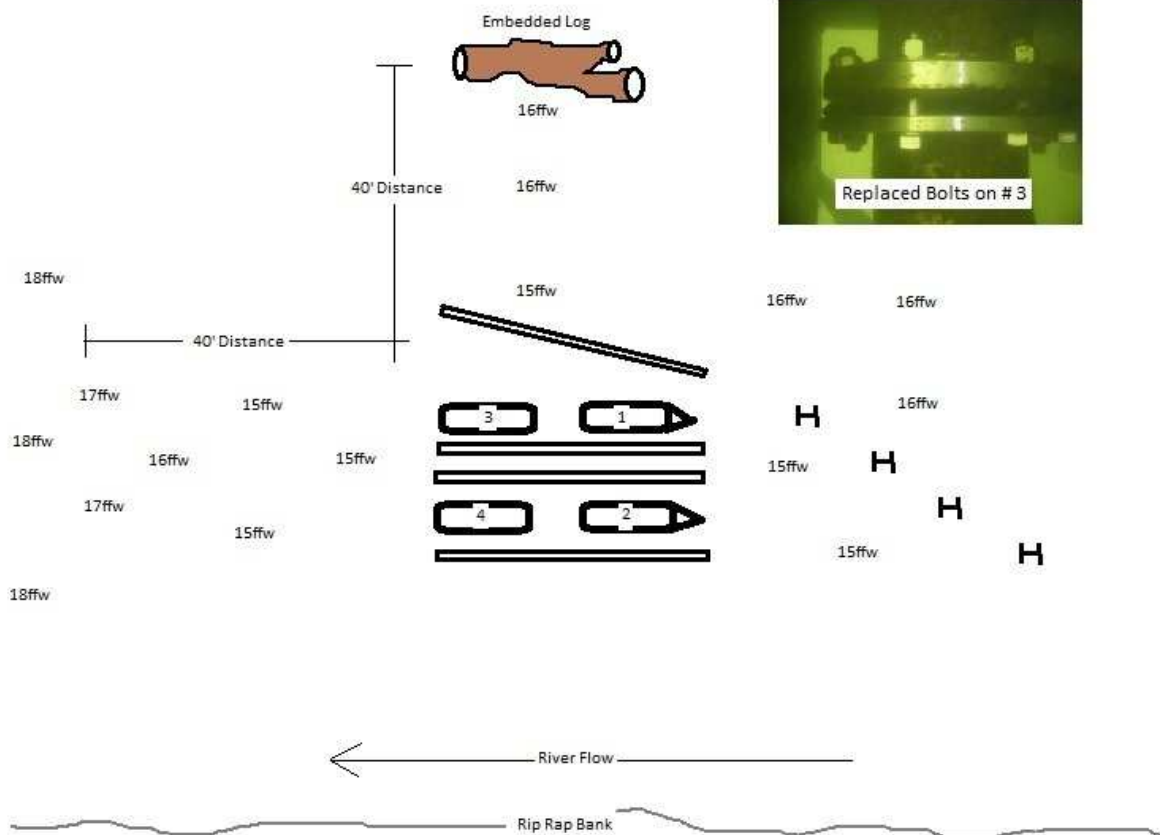 Embedded Log
16ffw
Replaced Bolts on # 3
40' Distance
16ffw
18ffw
15ffw
16ffw
16ffw
40' Distance
17ffw
15ffw
3
1
16ffw
H
18ffw
16ffw
15ffw
15ffw
H
17ffw
15ffw
4
2
H
15ffw
H
18ffw
River Flow
Rip Rap Bank